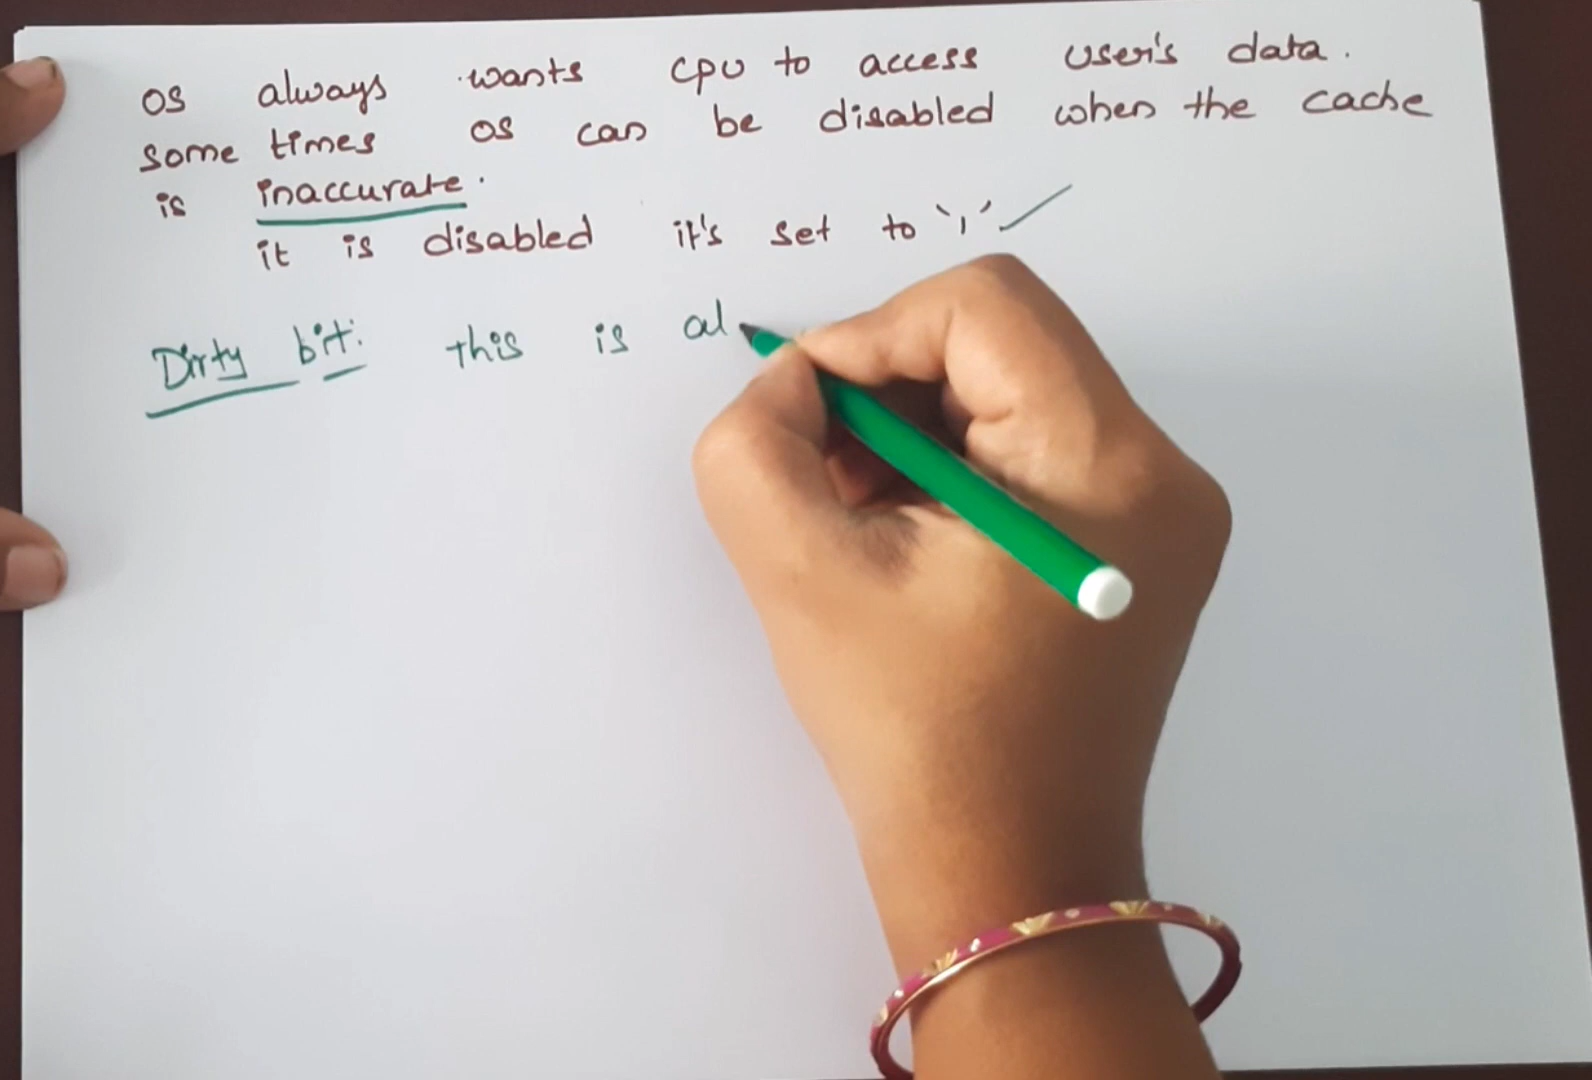 os always wants cpu to access user's data.
some times os can be disabled when the cache
is inaccurate.
it is disabled it's set to '1'
Dirty bit: this is al